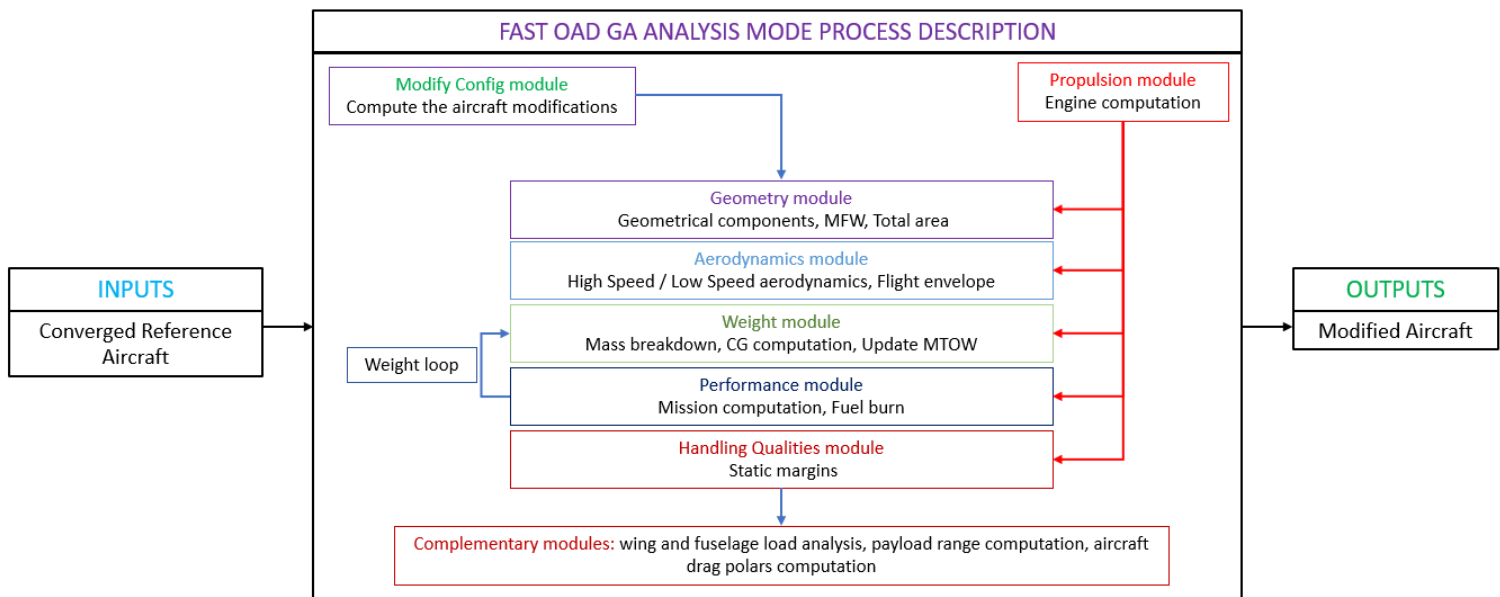 FAST OAD GA ANALYSIS MODE PROCESS DESCRIPTION
Modify Config module
Compute the aircraft modifications
Propulsion module
Engine computation
Geometry module
Geometrical components, MFW, Total area
Aerodynamics module
High Speed / Low Speed aerodynamics, Flight envelope
INPUTS
Converged Reference
Aircraft
Weight module
Mass breakdown, CG computation, Update MTOW
Weight loop
Performance module
Mission computation, Fuel burn
Handling Qualities module
Static margins
Complementary modules: wing and fuselage load analysis, payload range computation, aircraft
drag polars computation
OUTPUTS
Modified Aircraft